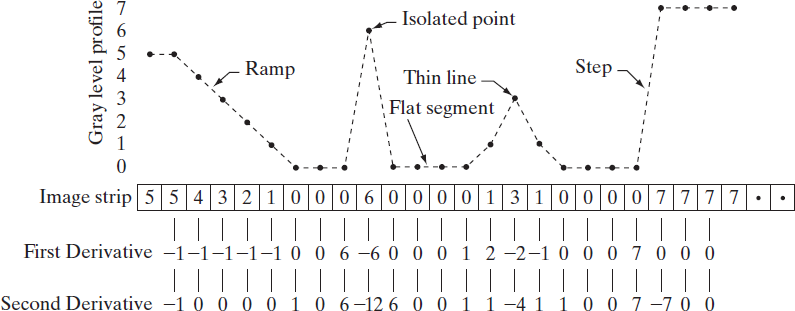 Gray level profile
7
6
5
4
3
2
1
0
Isolated point
Ramp
Thin line
Step
Flat segment
Image strip 5 5 4 3 2 1 0 0 0 6 0 0 0 0 1 3 1 0 0 0 0 7 7 7 7 · ·
First Derivative −1 −1 −1 −1 −1 0 0 6 −6 0 0 0 1 2 −2 −1 0 0 0 7 0 0 0
Second Derivative −1 0 0 0 0 1 0 6 −12 6 0 0 1 1 −4 1 1 0 0 7 −7 0 0